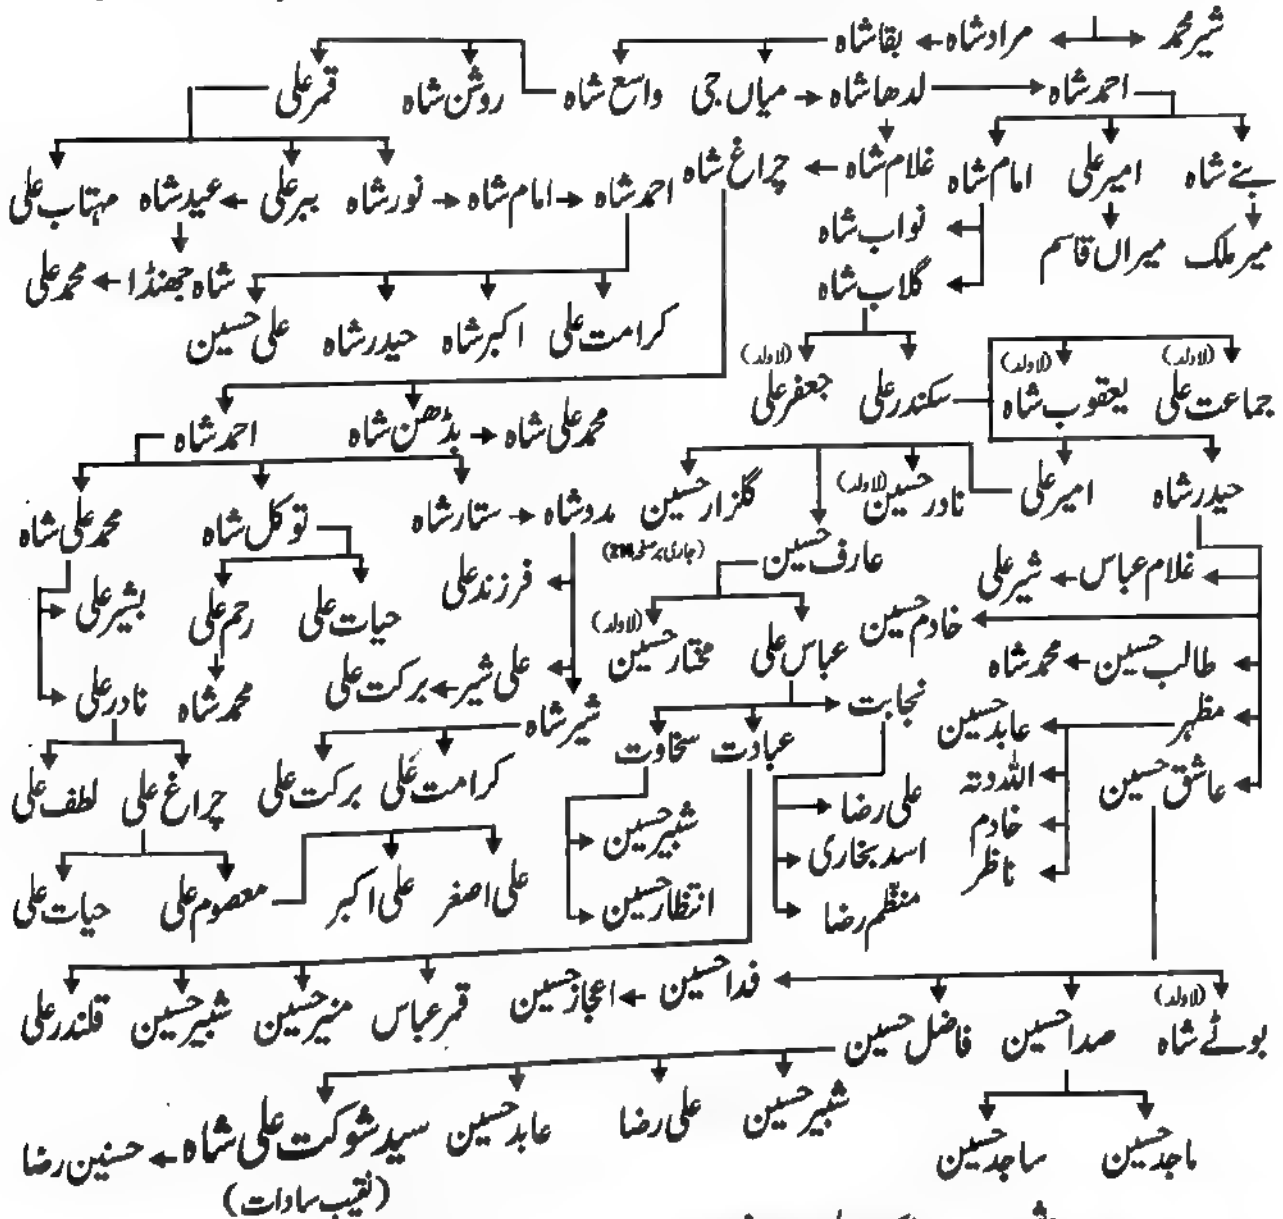 شیر محمد مراد شاہ بقا شاہ
احمد شاہ لدھا شاہ میاں جی واسع شاہ روشن شاہ قمر علی
بنے شاہ امیر علی امام شاہ غلام شاہ چراغ شاہ احمد شاہ امام شاہ نور شاہ ببر علی عید شاہ مہتاب علی
میر ملک میراں قاسم نواب شاہ
گلاب شاہ شاہ جھنڈا محمد علی
کرامت علی اکبر شاہ حیدر شاہ علی حسین
(لاولد) (لاولد) (لاولد)
جماعت علی یعقوب شاہ سکندر علی جعفر علی
محمد علی شاہ بڈھن شاہ احمد شاہ
حیدر شاہ امیر علی نادر حسین (لاولد) گلزار حسین مدد شاہ ستار شاہ توکل شاہ محمد علی شاہ
(جاری بر صفحہ 214)
غلام عباس شیر علی عارف حسین فرزند علی
خادم حسین حیات علی رحم علی بشیر علی
(لاولد)
طالب حسین محمد شاہ عباس علی مختار حسین علی شیر برکت علی محمد شاہ نادر علی
مظہر عابد حسین نجابت عبادت سخاوت شیر شاہ
عاشق حسین اللہ دتہ علی رضا کرامت علی برکت علی چراغ علی لطف علی
خادم اسد بخاری شبیر حسین
ناظر منظم رضا انتظار حسین علی اصغر علی اکبر معصوم علی حیات علی
فدا حسین اعجاز حسین قمر عباس منیر حسین شبیر حسین قلندر علی
(لاولد)
بوٹے شاہ صدا حسین فاضل حسین
شبیر حسین علی رضا عابد حسین سید شوکت علی شاہ حسنین رضا
ماجد حسین ساجد حسین
(نقیب سادات)